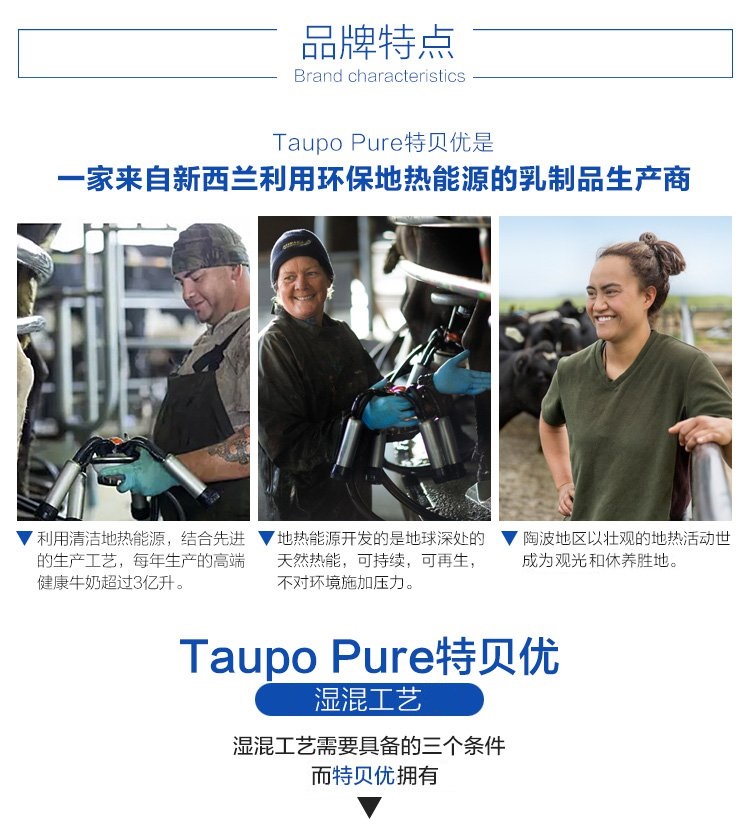 品牌特点
Brand characteristics
Taupo Pure特贝优是
一家来自新西兰利用环保地热能源的乳制品生产商
利用清洁地热能源，结合先进
的生产工艺，每年生产的高端
健康牛奶超过3亿升。
地热能源开发的是地球深处的
天然热能，可持续，可再生，
不对环境施加压力。
陶波地区以壮观的地热活动世
成为观光和休养胜地。
Taupo Pure特贝优
湿混工艺
湿混工艺需要具备的三个条件
而特贝优拥有